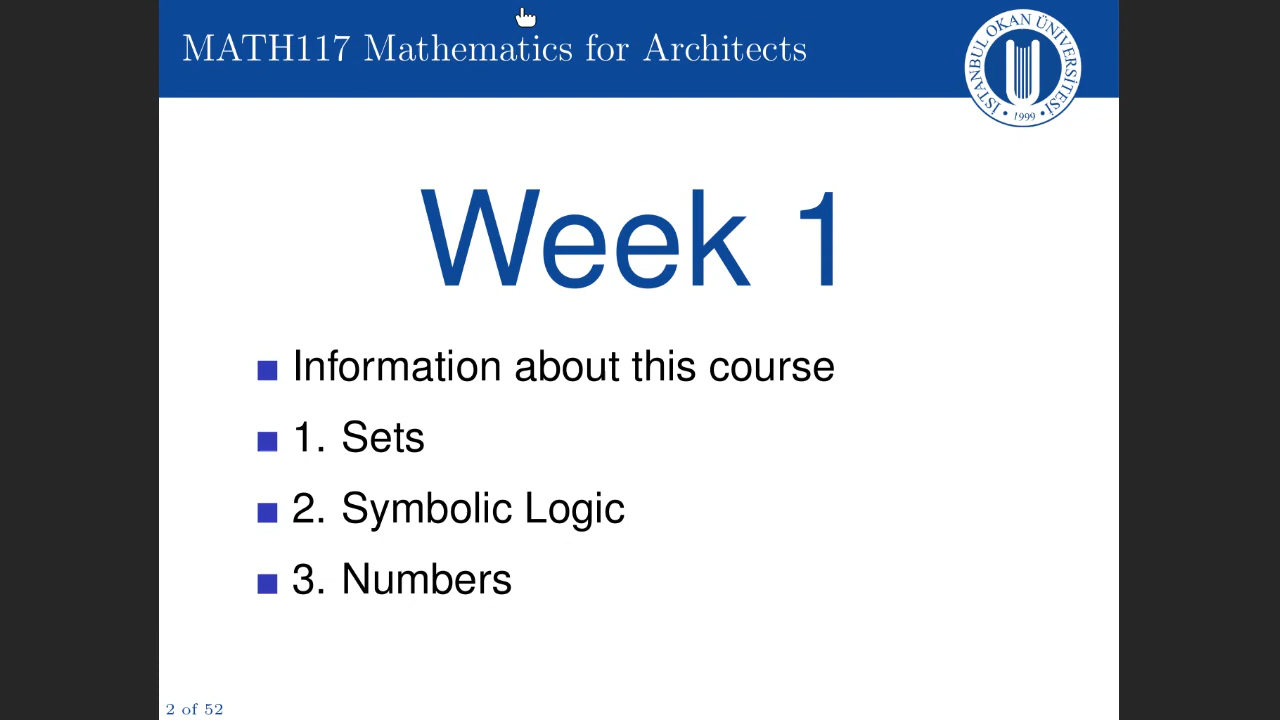 MATH117 Mathematics for Architects
İSTANBUL OKAN ÜNİVERSİTESİ
• 1999 •
Week 1
Information about this course
1. Sets
2. Symbolic Logic
3. Numbers
2 of 52